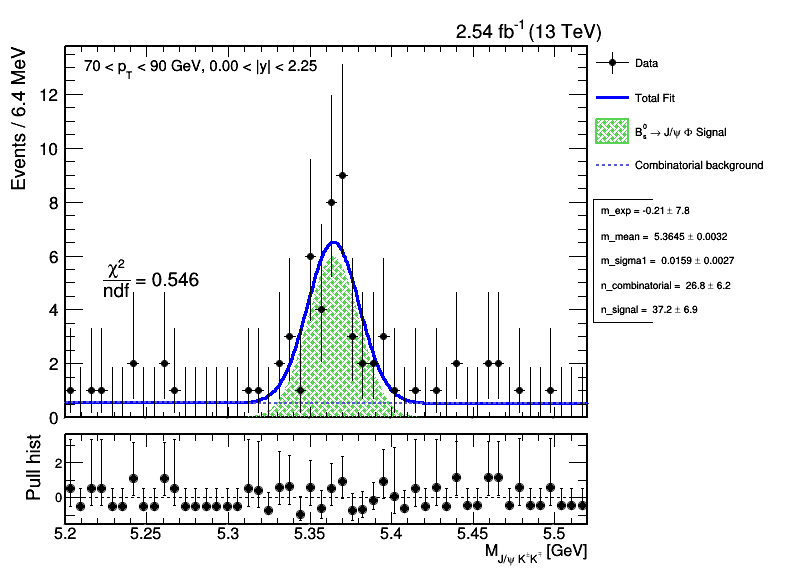 2.54 fb⁻¹ (13 TeV)
Events / 6.4 MeV
70 < p_T < 90 GeV, 0.00 < |y| < 2.25
12
10
8
6
4
2
0
χ²/ndf = 0.546
Data
Total Fit
B⁰ₛ → J/ψ Φ Signal
Combinatorial background
m_exp = -0.21 ± 7.8
m_mean = 5.3645 ± 0.0032
m_sigma1 = 0.0159 ± 0.0027
n_combinatorial = 26.8 ± 6.2
n_signal = 37.2 ± 6.9
Pull hist
2
0
5.2 5.25 5.3 5.35 5.4 5.45 5.5
M_{J/ψ K^±K^∓} [GeV]